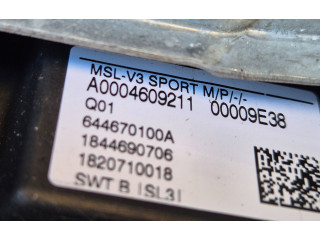 MSL-V3 SPORT M/P/-/-
A0004609211 00009E38
Q01
644670100A
1844690706
1820710018
SWT B |SL3|